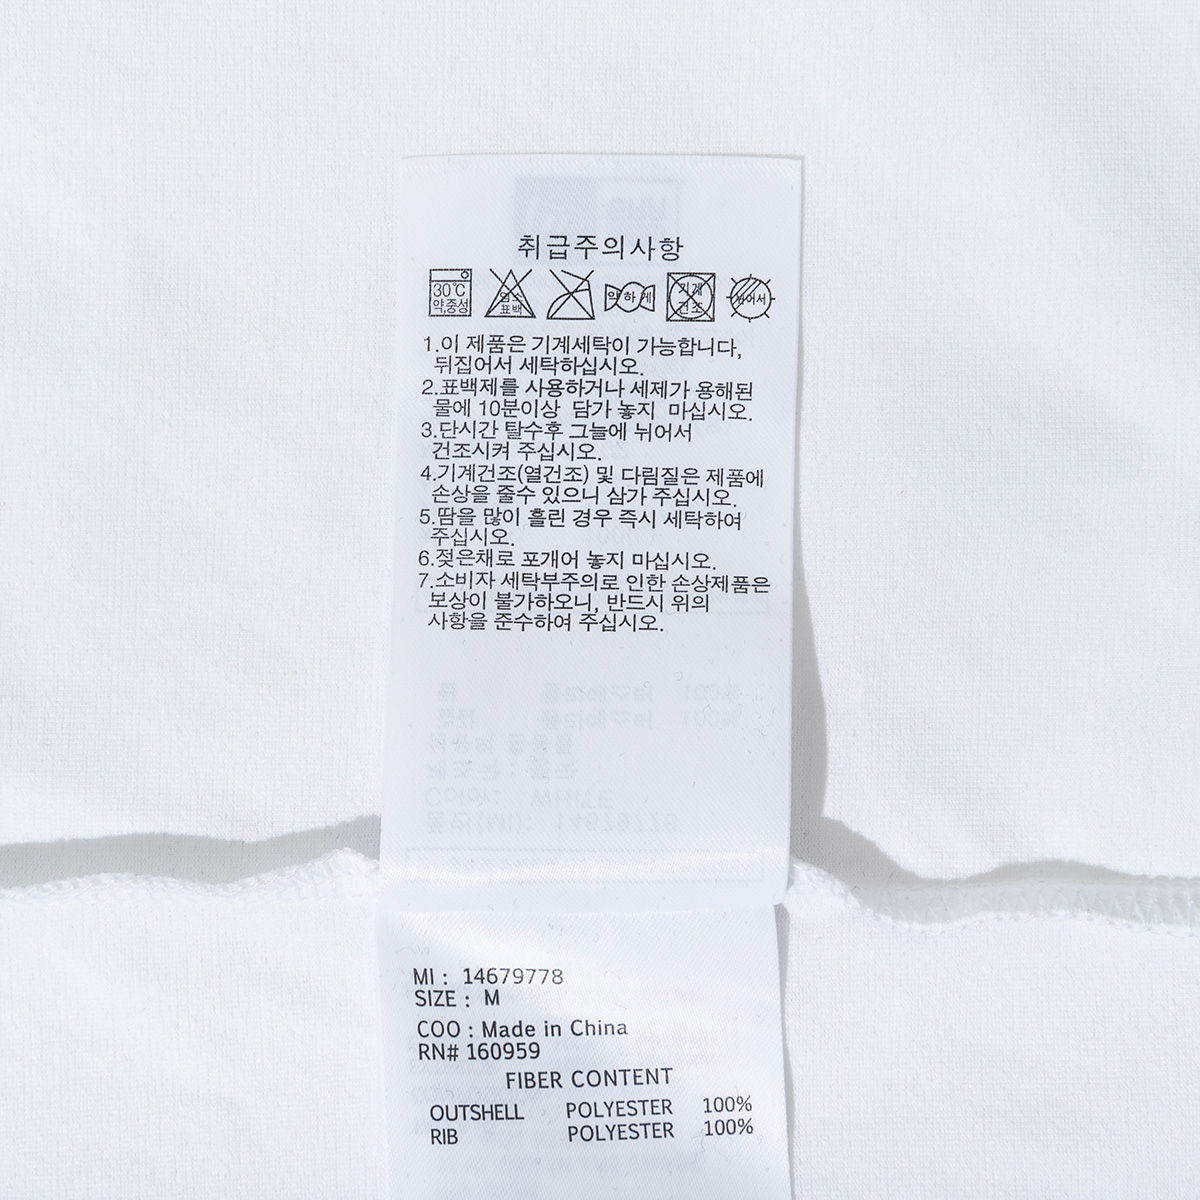 취급주의사항
30℃
약,중성
염소
표백
약하게
기계
건조
뉘어서
1.이 제품은 기계세탁이 가능합니다,
뒤집어서 세탁하십시오.
2.표백제를 사용하거나 세제가 용해된
물에 10분이상 담가 놓지 마십시오.
3.단시간 탈수후 그늘에 뉘어서
건조시켜 주십시오.
4.기계건조(열건조) 및 다림질은 제품에
손상을 줄수 있으니 삼가 주십시오.
5.땀을 많이 흘린 경우 즉시 세탁하여
주십시오.
6.젖은채로 포개어 놓지 마십시오.
7.소비자 세탁부주의로 인한 손상제품은
보상이 불가하오니, 반드시 위의
사항을 준수하여 주십시오.
MI : 14679778
SIZE : M
COO : Made in China
RN# 160959
FIBER CONTENT
OUTSHELL POLYESTER 100%
RIB POLYESTER 100%